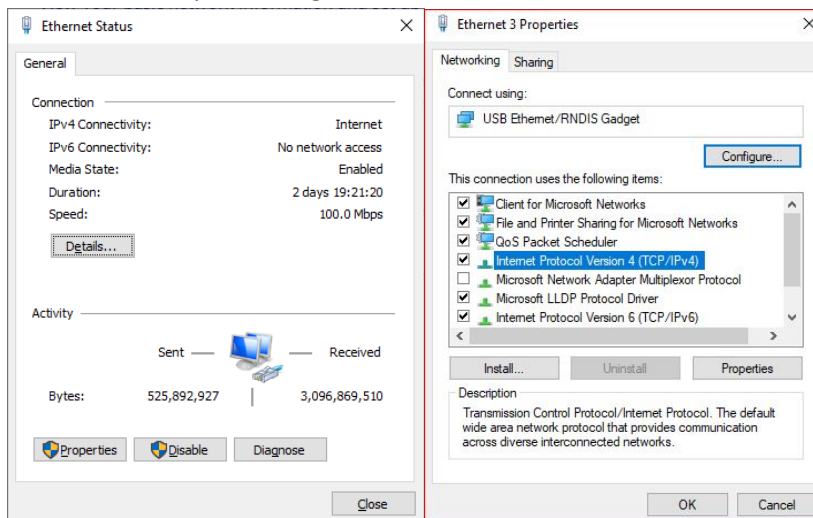 Ethernet Status
General
Connection
IPv4 Connectivity: Internet
IPv6 Connectivity: No network access
Media State: Enabled
Duration: 2 days 19:21:20
Speed: 100.0 Mbps
Details...
Activity
Sent Received
Bytes: 525,892,927 3,096,869,510
Properties Disable Diagnose
Close
Ethernet 3 Properties
Networking Sharing
Connect using:
USB Ethernet/RNDIS Gadget
Configure...
This connection uses the following items:
Client for Microsoft Networks
File and Printer Sharing for Microsoft Networks
QoS Packet Scheduler
Internet Protocol Version 4 (TCP/IPv4)
Microsoft Network Adapter Multiplexor Protocol
Microsoft LLDP Protocol Driver
Internet Protocol Version 6 (TCP/IPv6)
Install... Uninstall Properties
Description
Transmission Control Protocol/Internet Protocol. The default
wide area network protocol that provides communication
across diverse interconnected networks.
OK Cancel